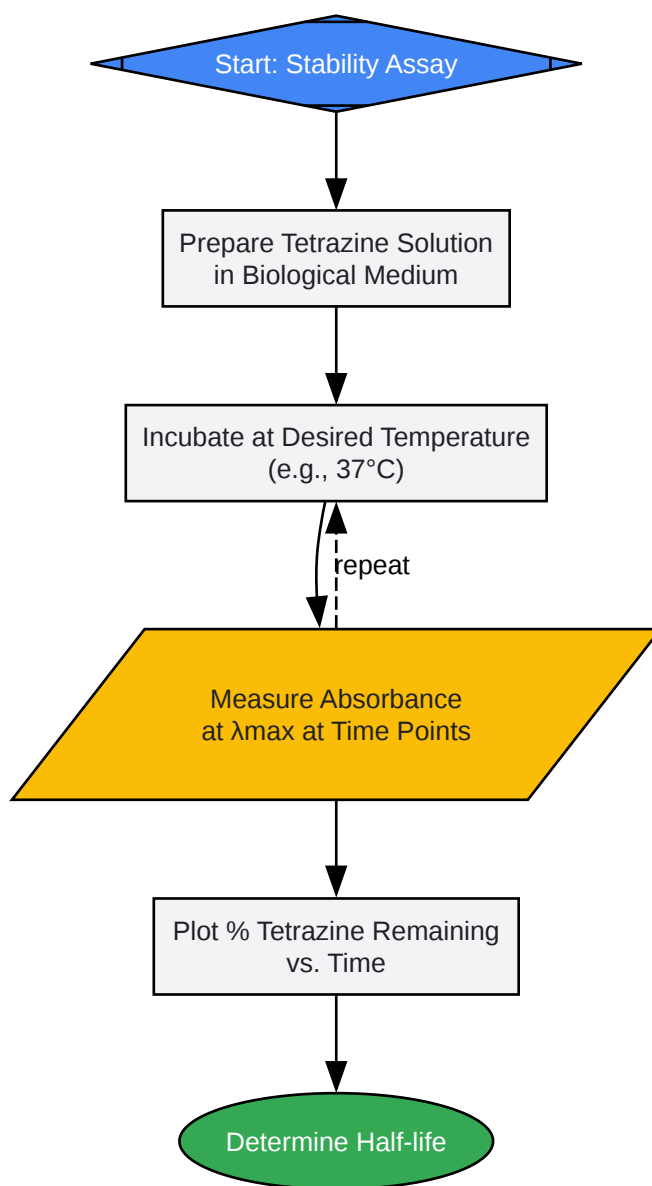 Start: Stability Assay
Prepare Tetrazine Solution
in Biological Medium
Incubate at Desired Temperature
(e.g., 37°C)
repeat
Measure Absorbance
at λmax at Time Points
Plot % Tetrazine Remaining
vs. Time
Determine Half-life